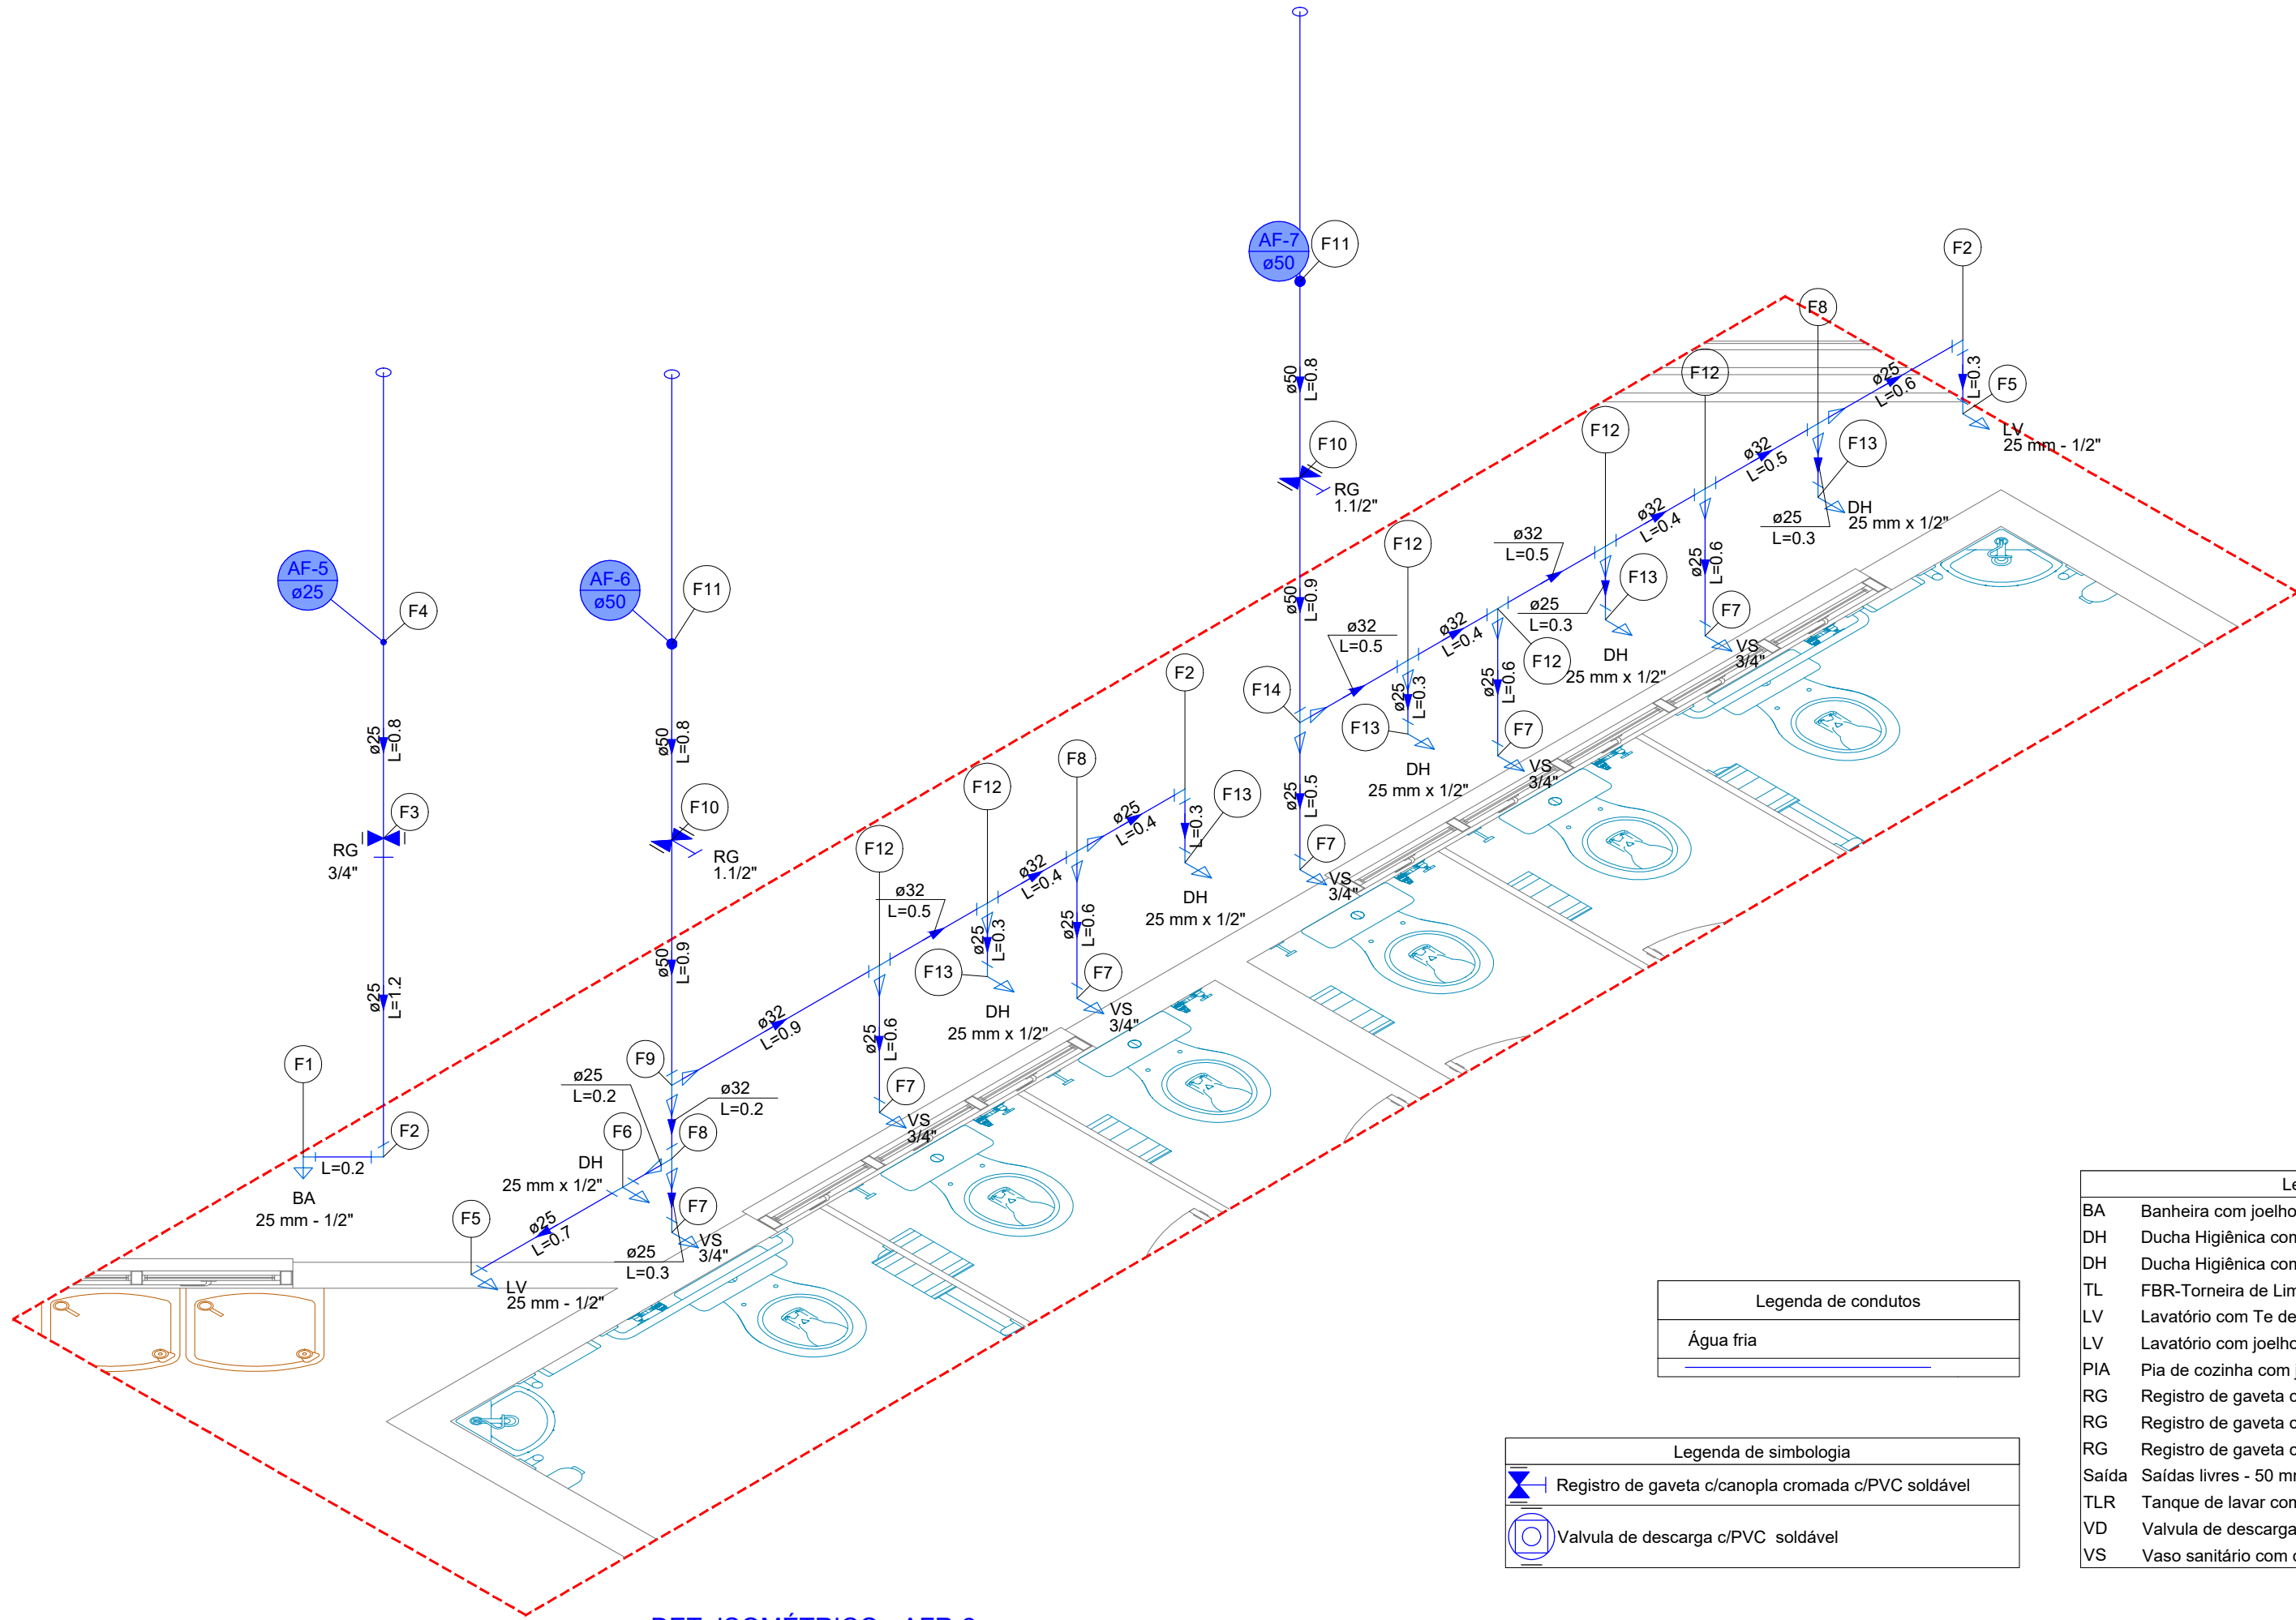 AF-7
ø50
F11
F2
F8
F12
ø50
L=0.8
ø25
L=0.6
L=0.3
F5
LV
25 mm - 1/2"
F12
F10
RG
1.1/2"
ø32
L=0.5
F13
DH
25 mm x 1/2"
ø25
L=0.3
F12
ø32
L=0.5
ø32
L=0.4
ø25
L=0.6
F13
AF-5
ø25
F4
AF-6
ø50
F11
ø50
L=0.9
ø32
L=0.5
ø32
L=0.4
ø25
L=0.3
F7
VS
3/4"
F12
DH
25 mm x 1/2"
F2
F14
ø25
L=0.3
ø25
L=0.6
F13
F7
VS
3/4"
DH
25 mm x 1/2"
ø25
L=0.8
ø50
L=0.8
F8
F12
F13
ø25
L=0.4
L=0.3
ø25
L=0.5
F3
RG
3/4"
F10
RG
1.1/2"
F12
F7
VS
3/4"
ø32
L=0.5
ø32
L=0.4
DH
25 mm x 1/2"
ø25
L=0.3
ø25
L=0.6
F13
F7
VS
3/4"
DH
25 mm x 1/2"
ø25
L=1.2
ø50
L=0.9
ø32
L=0.9
ø25
L=0.6
F1
F9
F7
VS
3/4"
ø25
L=0.2
ø32
L=0.2
F2
F6
F8
L=0.2
DH
25 mm x 1/2"
BA
25 mm - 1/2"
F5
F7
VS
3/4"
ø25
L=0.7
ø25
L=0.3
LV
25 mm - 1/2"
Legenda de condutos
Água fria
Legenda de simbologia
Registro de gaveta c/canopla cromada c/PVC soldável
Valvula de descarga c/PVC soldável
BA Banheira com joelho
DH Ducha Higiênica
DH Ducha Higiênica
TL FBR-Torneira de
LV Lavatório com Te de
LV Lavatório com
PIA Pia de cozinha com
RG Registro de gaveta
RG Registro de gaveta
RG Registro de gaveta
Saída Saídas livres - 50
TLR Tanque de lavar
VD Valvula de descarga
VS Vaso sanitário com